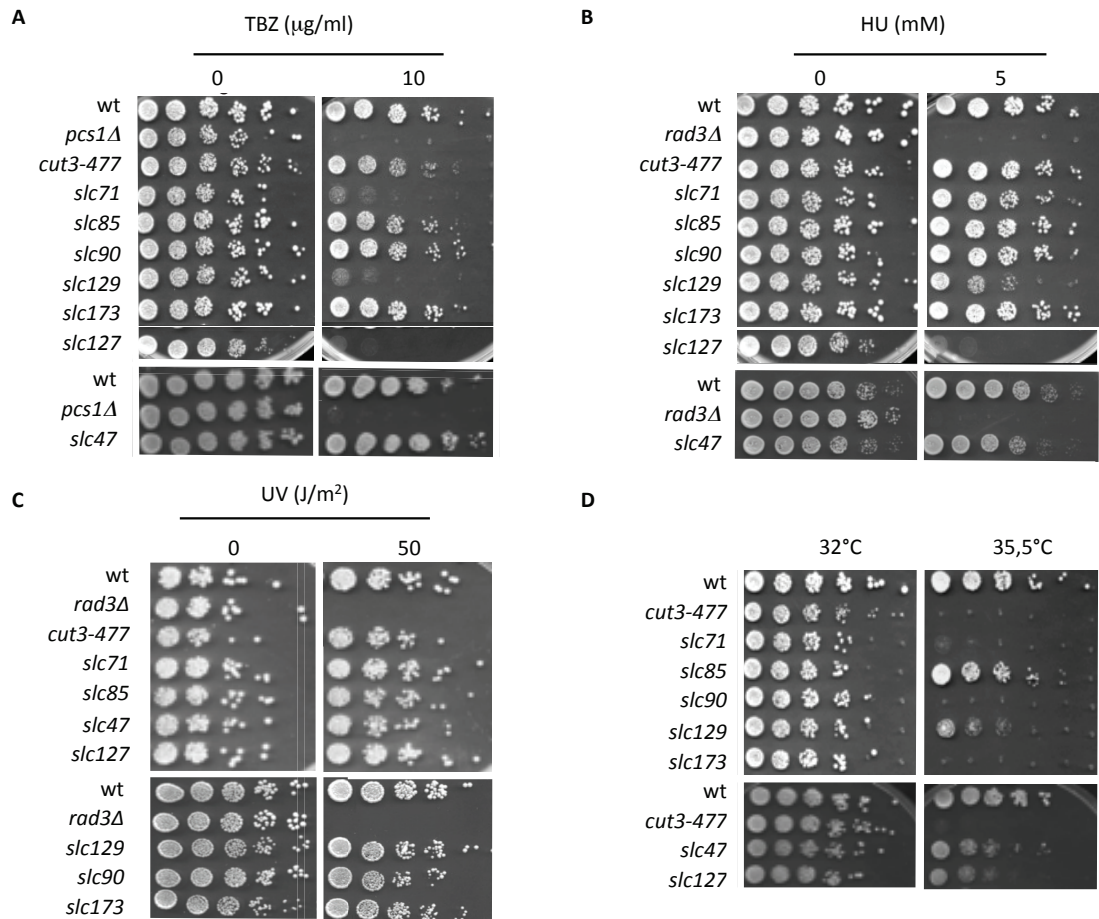 A
TBZ (μg/ml)
0 10
wt
pcs1Δ
cut3-477
slc71
slc85
slc90
slc129
slc173
slc127
wt
pcs1Δ
slc47
B
HU (mM)
0 5
wt
rad3Δ
cut3-477
slc71
slc85
slc90
slc129
slc173
slc127
wt
rad3Δ
slc47
C
UV (J/m²)
0 50
wt
rad3Δ
cut3-477
slc71
slc85
slc47
slc127
wt
rad3Δ
slc129
slc90
slc173
D
32°C 35,5°C
wt
cut3-477
slc71
slc85
slc90
slc129
slc173
wt
cut3-477
slc47
slc127